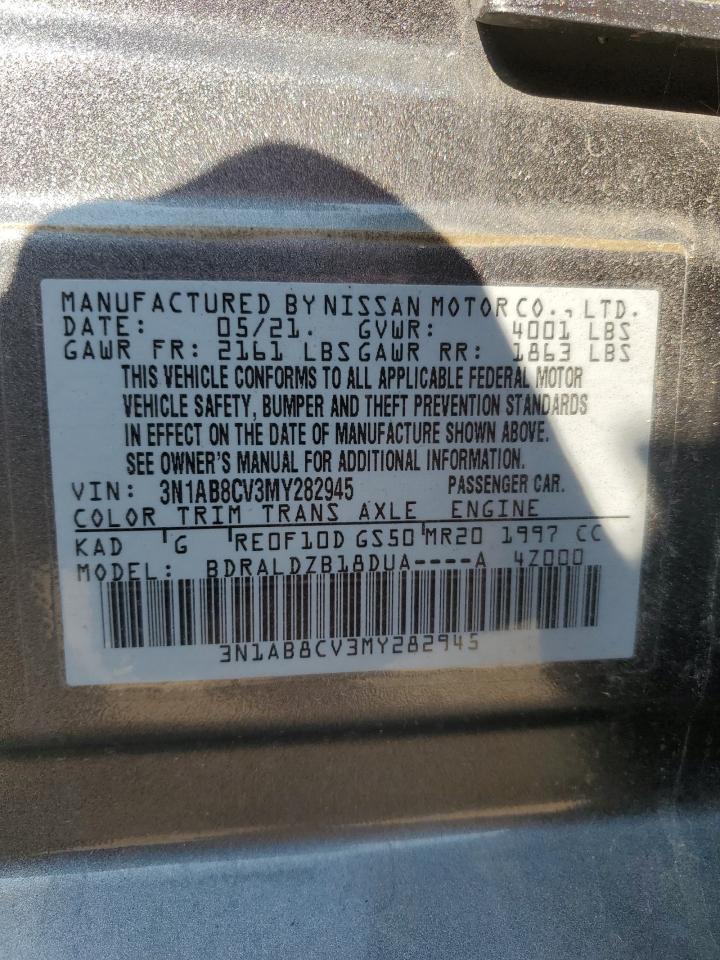 MANUFACTURED BY NISSAN MOTOR CO., LTD.
DATE: 05/21. GVWR: 4001 LBS
GAWR FR: 2161 LBS GAWR RR: 1863 LBS
THIS VEHICLE CONFORMS TO ALL APPLICABLE FEDERAL MOTOR
VEHICLE SAFETY, BUMPER AND THEFT PREVENTION STANDARDS
IN EFFECT ON THE DATE OF MANUFACTURE SHOWN ABOVE.
SEE OWNER'S MANUAL FOR ADDITIONAL INFORMATION.
VIN: 3N1AB8CV3MY282945 PASSENGER CAR.
COLOR TRIM TRANS AXLE ENGINE
KAD G RE0F10D GS50 MR20 1997 CC
MODEL: BDRALDZB18DUA----A 4Z000
3N1AB8CV3MY282945